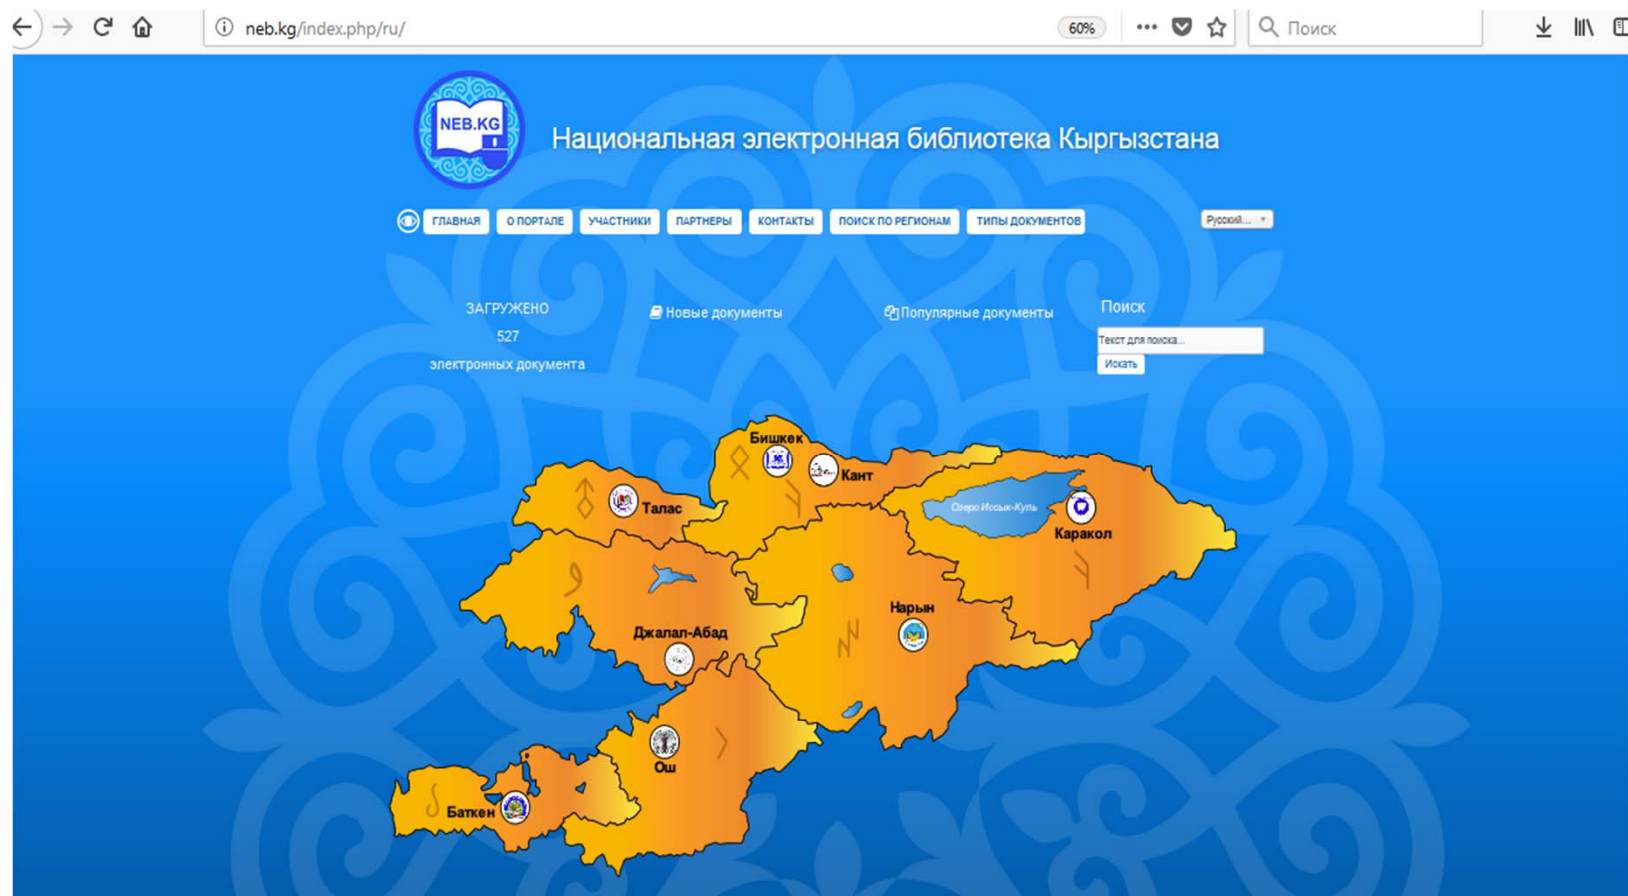 neb.kg/index.php/ru/
60%
Поиск
NEB.KG
Национальная электронная библиотека Кыргызстана
ГЛАВНАЯ
О ПОРТАЛЕ
УЧАСТНИКИ
ПАРТНЕРЫ
КОНТАКТЫ
ПОИСК ПО РЕГИОНАМ
ТИПЫ ДОКУМЕНТОВ
Русский...
ЗАГРУЖЕНО
527
электронных документа
Новые документы
Популярные документы
Поиск
Текст для поиска...
Искать
Бишкек
Кант
Талас
Озеро Иссык-Куль
Каракол
Нарын
Джалал-Абад
Ош
Баткен